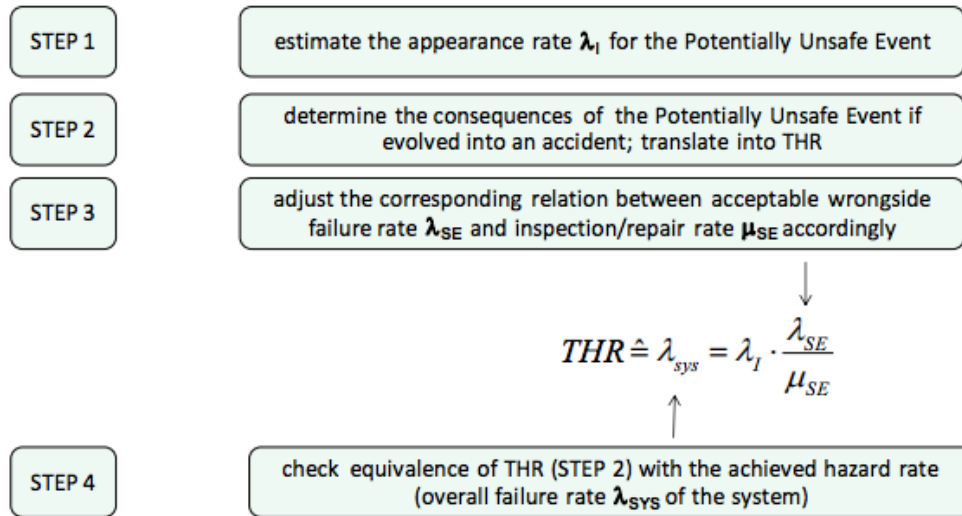 STEP 1
estimate the appearance rate λI for the Potentially Unsafe Event
STEP 2
determine the consequences of the Potentially Unsafe Event if
evolved into an accident; translate into THR
STEP 3
adjust the corresponding relation between acceptable wrongside
failure rate λSE and inspection/repair rate μSE accordingly
THR ≙ λsys = λI · λSE / μSE
STEP 4
check equivalence of THR (STEP 2) with the achieved hazard rate
(overall failure rate λSYS of the system)